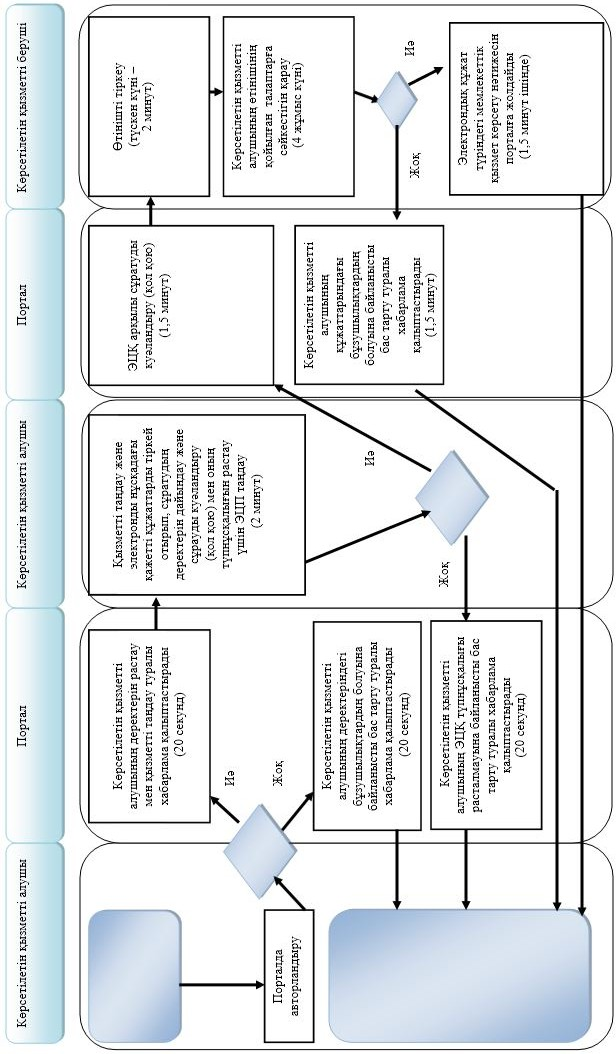 Көрсетілетін қызметті алушы
Портал
Көрсетілетін қызметті алушы
Портал
Көрсетілетін қызметті беруші
Порталда
авторландыру
Көрсетілетін қызметті
алушының деректерін растау
мен қызметті таңдау туралы
хабарлама қалыптастырады
(20 секунд)
Иә
Жоқ
Көрсетілетін қызметті
алушының деректеріндегі
бұзушылықтардың болуына
байланысты бас тарту туралы
хабарлама қалыптастырады
(20 секунд)
Көрсетілетін қызметті
алушының ЭЦҚ түпнұсқалығы
расталмауына байланысты бас
тарту туралы хабарлама
қалыптастырады
(20 секунд)
Қызметті таңдау және
электронды нұсқадағы
қажетті құжаттарды тіркей
отырып, сұратудың
деректерін дайындау және
сұрауды куәландыру
(қол қою) мен оның
түпнұсқалығын растау
үшін ЭЦП таңдау
(2 минут)
Иә
Жоқ
ЭЦҚ арқылы сұратуды
куәландыру (қол қою)
(1,5 минут)
Көрсетілетін қызметті
алушының
құжаттарындағы
бұзушылықтардың
болуына байланысты
бас тарту туралы
хабарлама
қалыптастырады
(1,5 минут)
Өтінішті тіркеу
(түскен күні –
2 минут)
Көрсетілетін қызметті
алушының өтінішінің
қойылған талаптарға
сәйкестігін қарау
(4 жұмыс күні)
Иә
Жоқ
Электрондық құжат
түріндегі мемлекеттік
қызмет көрсету нәтижесін
порталға жолдайды
(1,5 минут ішінде)